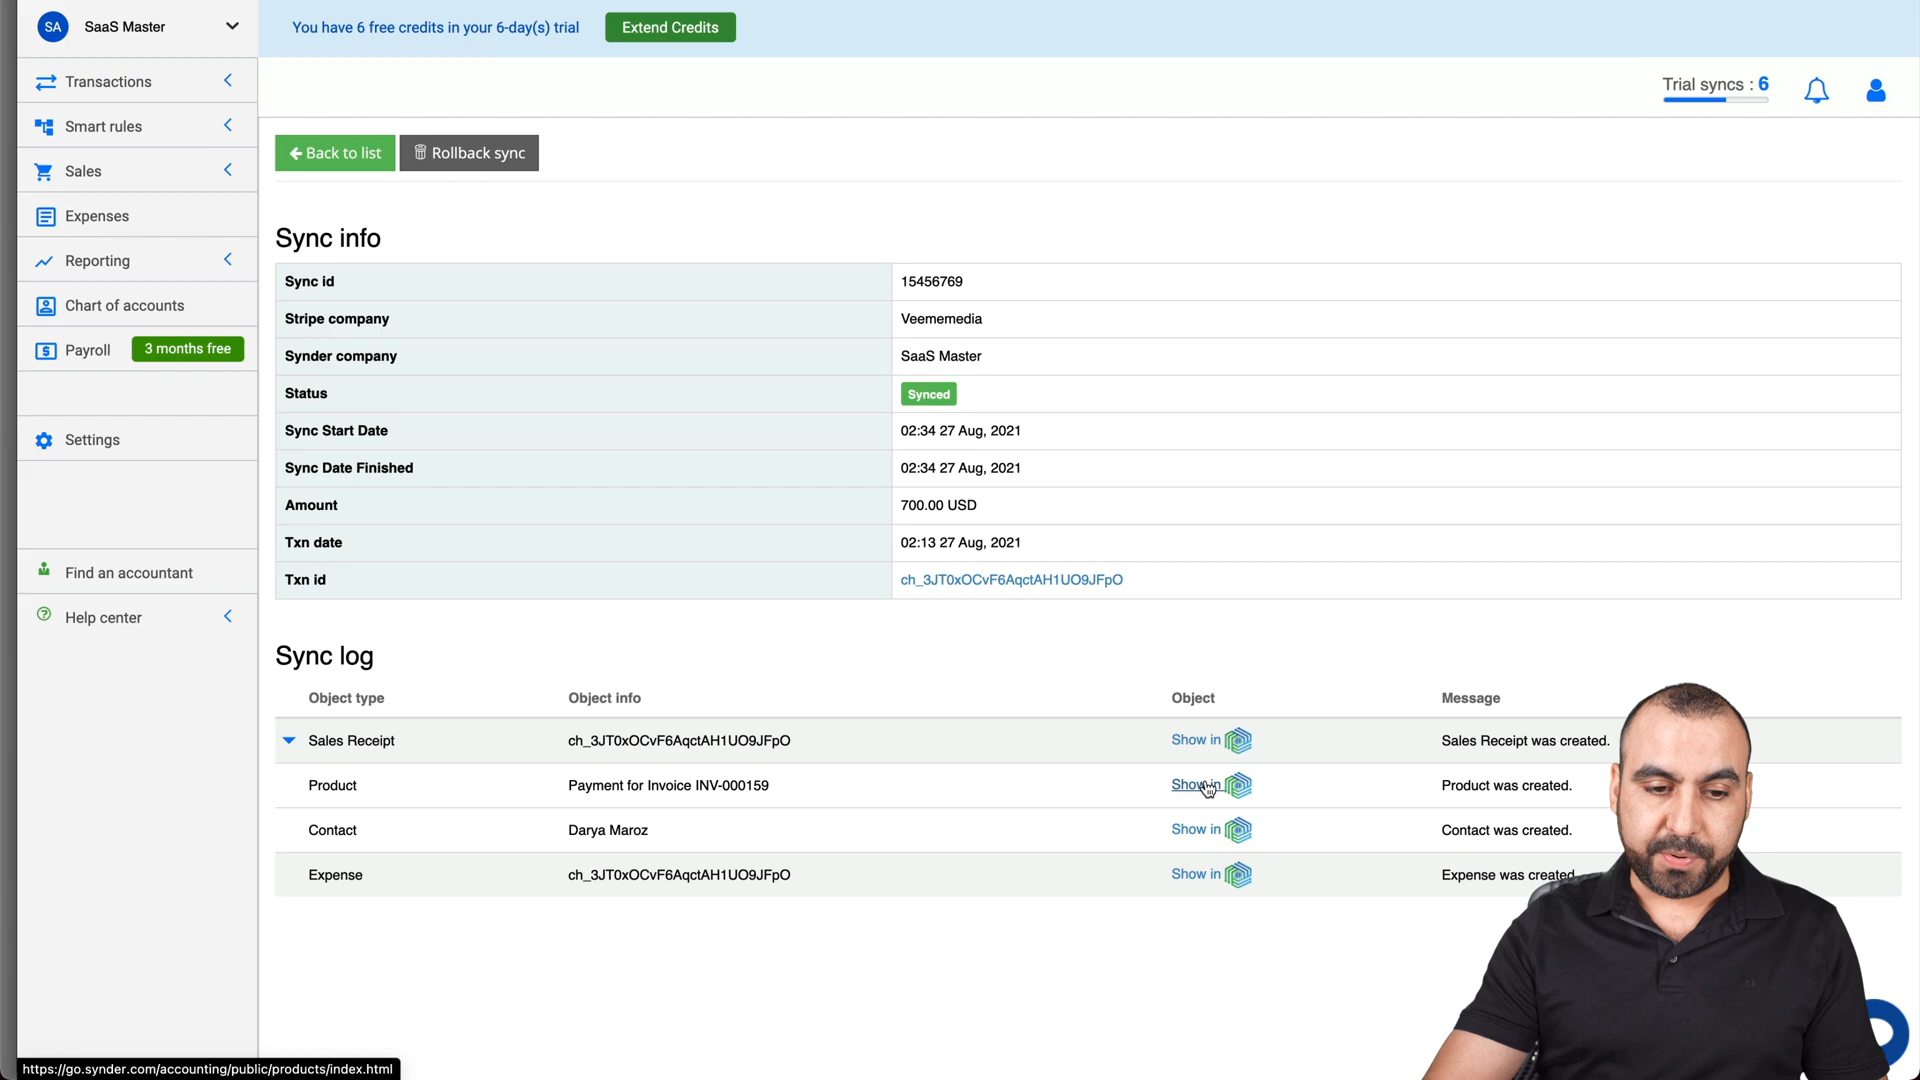 SA SaaS Master
You have 6 free credits in your 6-day(s) trial
Extend Credits
Trial syncs : 6
Transactions
Smart rules
Sales
Expenses
Reporting
Chart of accounts
Payroll 3 months free
Settings
Find an accountant
Help center
Back to list
Rollback sync
Sync info
Sync id 15456769
Stripe company Veememedia
Synder company SaaS Master
Status Synced
Sync Start Date 02:34 27 Aug, 2021
Sync Date Finished 02:34 27 Aug, 2021
Amount 700.00 USD
Txn date 02:13 27 Aug, 2021
Txn id ch_3JT0xOCvF6AqctAH1UO9JFpO
Sync log
Object type Object info Object Message
Sales Receipt ch_3JT0xOCvF6AqctAH1UO9JFpO Show in Sales Receipt was created.
Product Payment for Invoice INV-000159 Show in Product was created.
Contact Darya Maroz Show in Contact was created.
Expense ch_3JT0xOCvF6AqctAH1UO9JFpO Show in Expense was created
https://go.synder.com/accounting/public/products/index.html